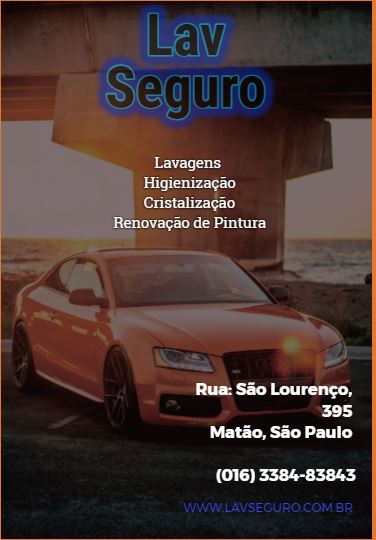 Lav
Seguro
Lavagens
Higienização
Cristalização
Renovação de Pintura
Rua: São Lourenço,
395
Matão, São Paulo
(016) 3384-83843
WWW.LAVSEGURO.COM.BR